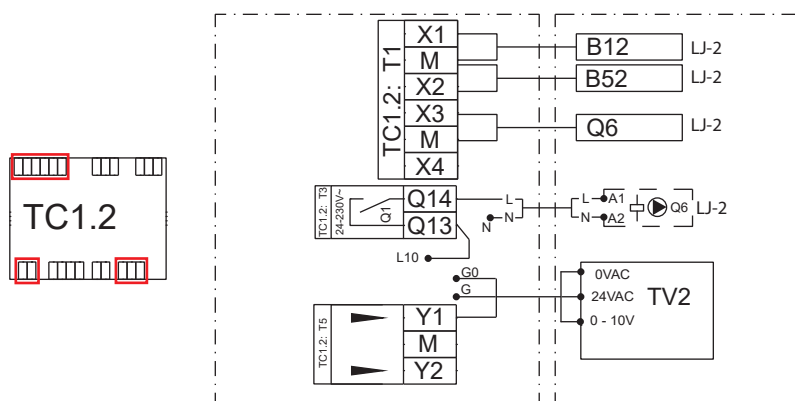 TC1.2
TC1.2: T1
X1
M
X2
X3
M
X4
B12 LJ-2
B52 LJ-2
Q6 LJ-2
TC1.2: T3
24-230V~
Q1
Q14
Q13
L
N
N
L10
L
N
A1
A2
Q6
LJ-2
G0
G
TC1.2: T5
Y1
M
Y2
0VAC
24VAC
0 - 10V
TV2